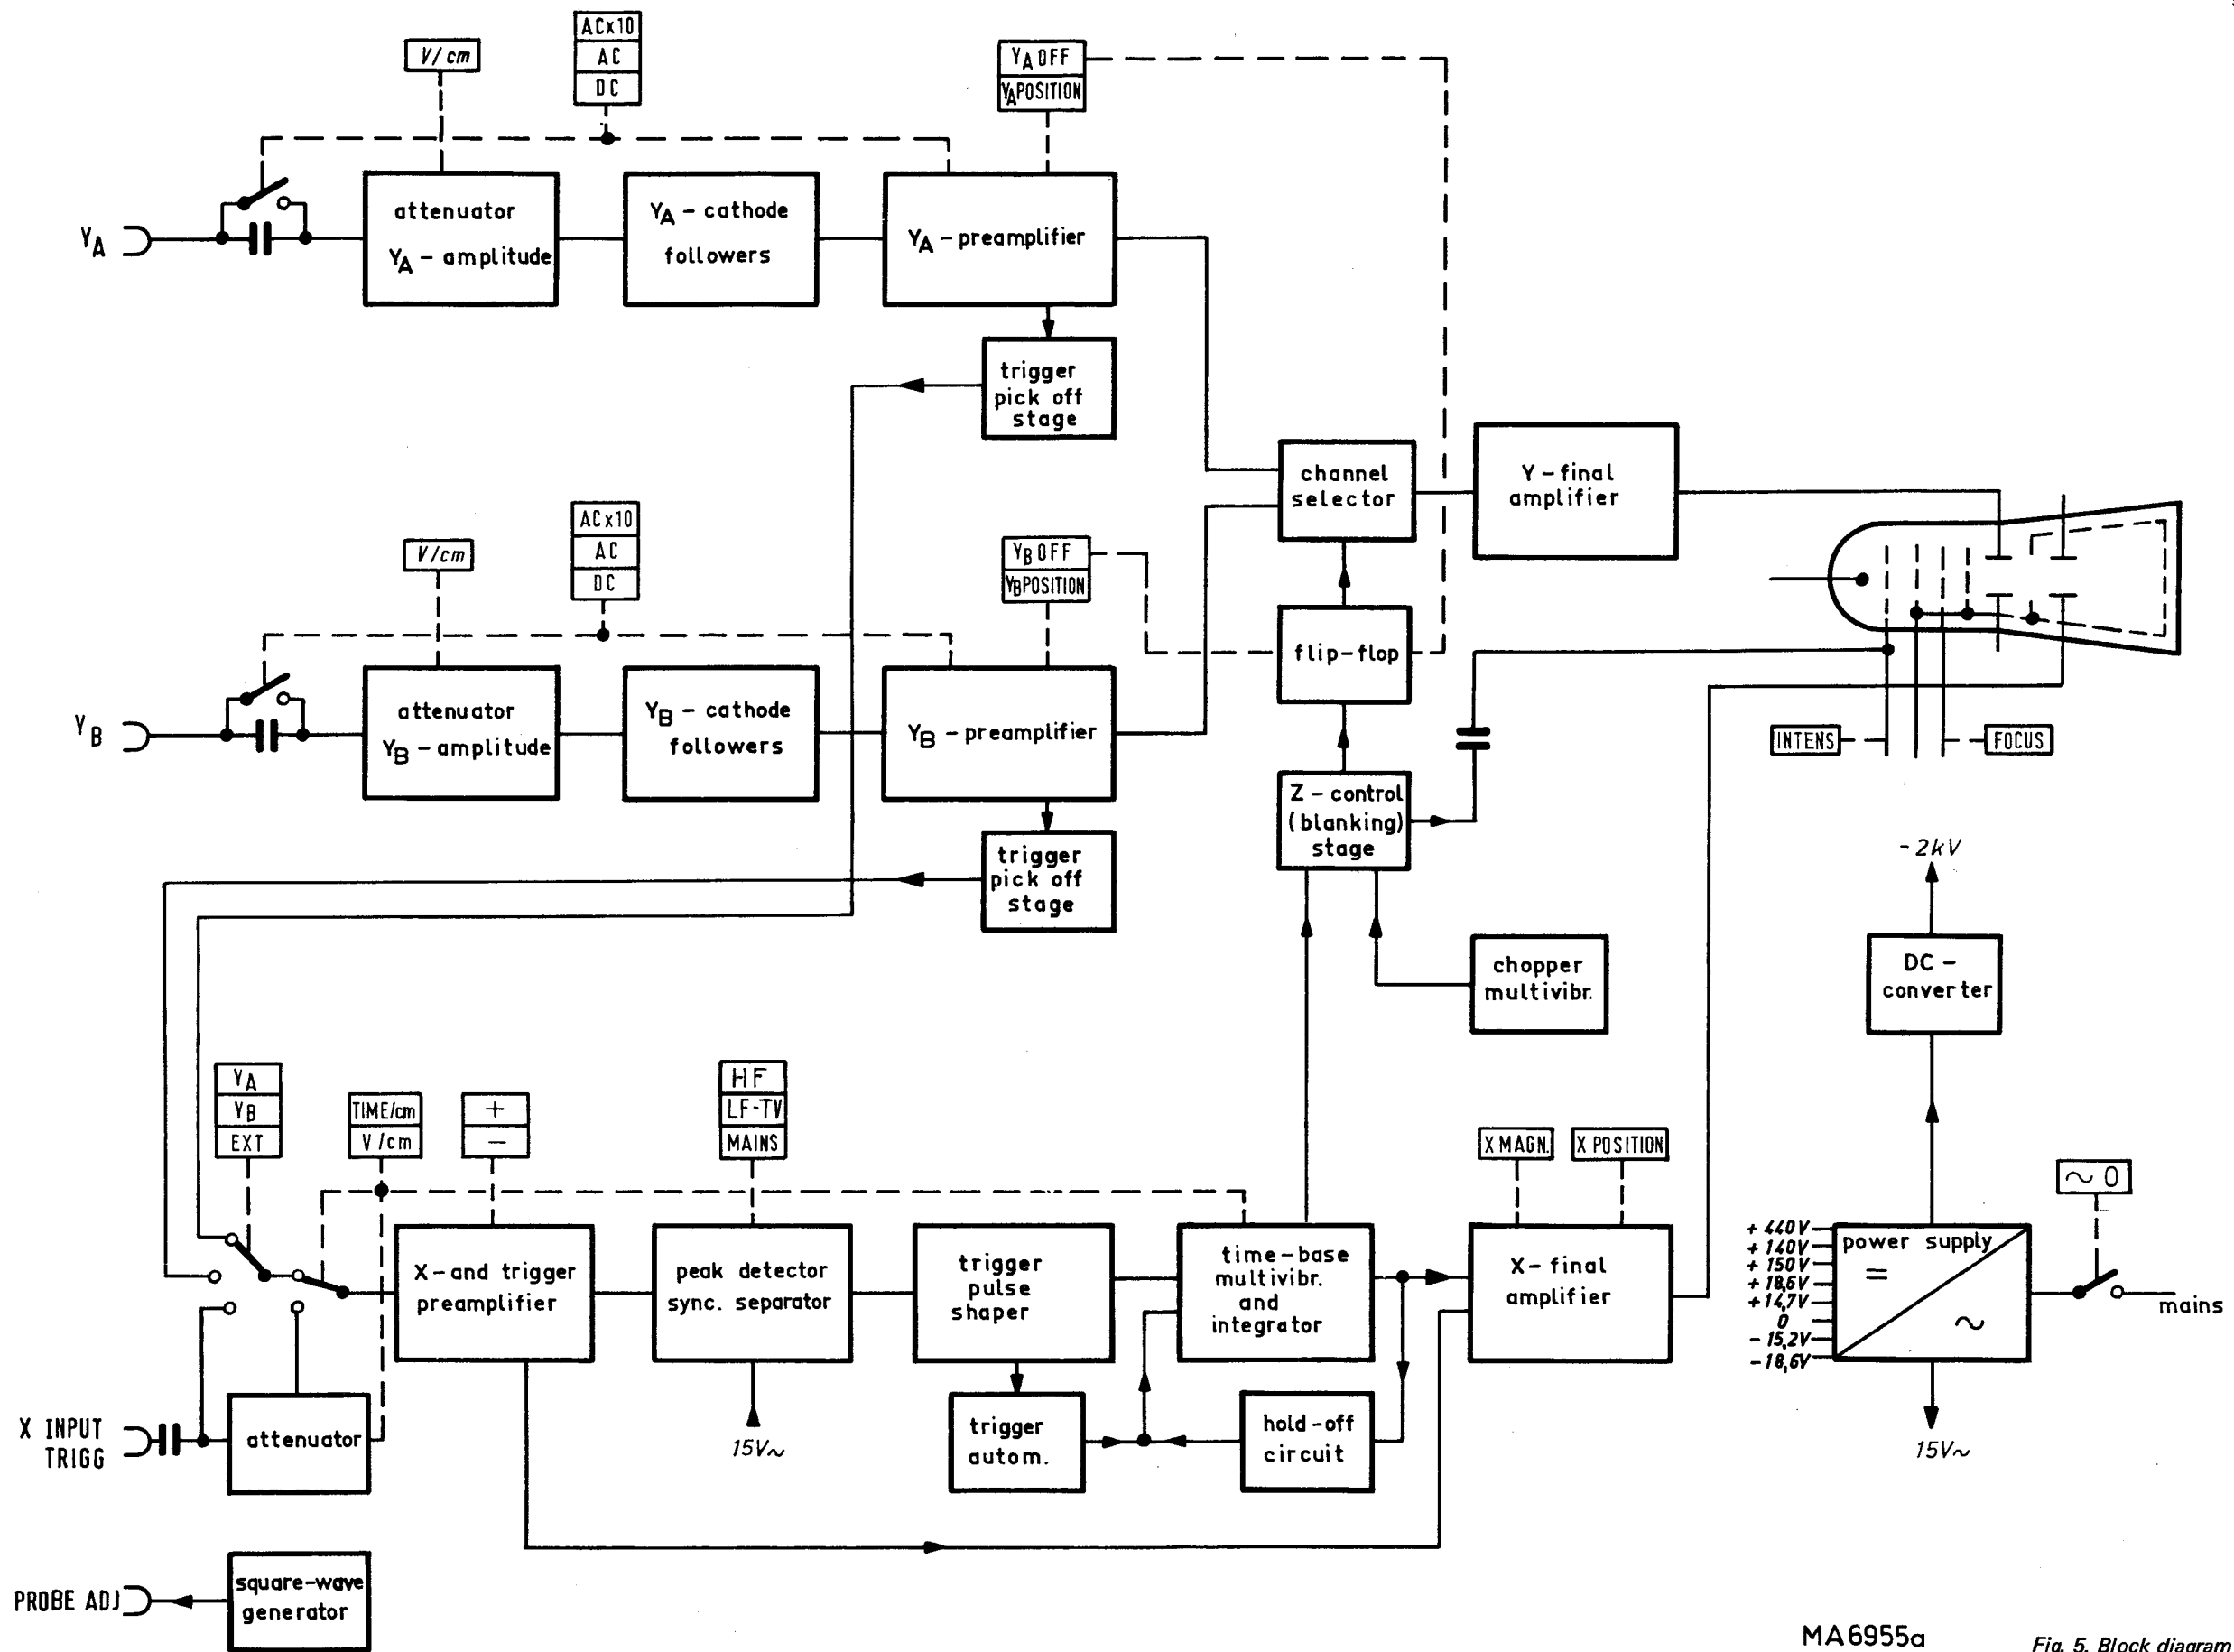 V/cm
ACx10
AC
DC
YA OFF
YA POSITION
YA
attenuator
YA – amplitude
YA – cathode
followers
YA – preamplifier
trigger
pick off
stage
channel
selector
Y – final
amplifier
V/cm
ACx10
AC
DC
YB OFF
YB POSITION
YB
attenuator
YB – amplitude
YB – cathode
followers
YB – preamplifier
flip-flop
INTENS
FOCUS
Z – control
(blanking)
stage
trigger
pick off
stage
-2kV
chopper
multivibr.
DC –
converter
YA
YB
EXT
TIME/cm
V/cm
+
−
HF
LF-TV
MAINS
X MAGN.
X POSITION
~ 0
X-and trigger
preamplifier
peak detector
sync. separator
trigger
pulse
shaper
time-base
multivibr.
and
integrator
X-final
amplifier
+ 440V
+ 140V
+ 150V
+ 18,6V
+ 14,7V
0
- 15,2V
- 18,6V
power supply
=
~
mains
X INPUT
TRIGG
attenuator
15V~
trigger
autom.
hold-off
circuit
15V~
PROBE ADJ
square-wave
generator
MA6955a
Fig. 5. Block diagram